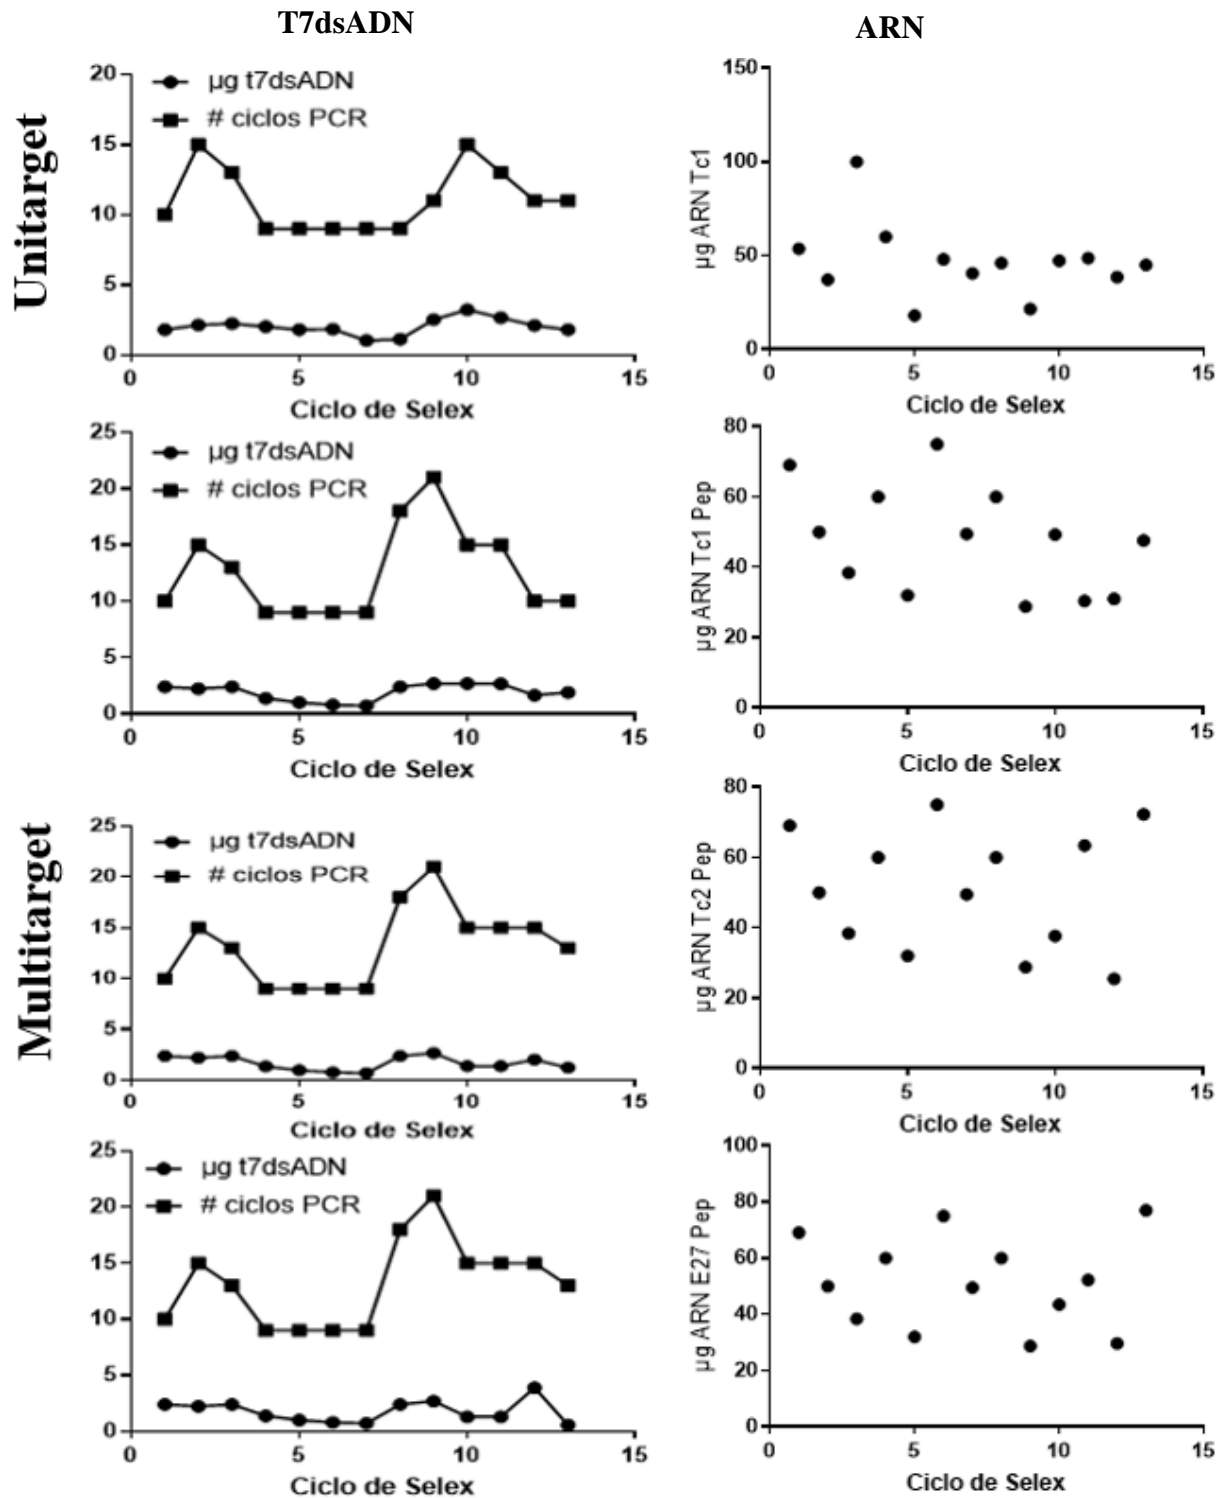 T7dsADN
ARN
Unitarget
20
15
10
5
0
µg t7dsADN
# ciclos PCR
0 5 10 15
Ciclo de Selex
150
100
50
0
µg ARN Tc1
0 5 10 15
Ciclo de Selex
25
20
15
10
5
0
µg t7dsADN
# ciclos PCR
0 5 10 15
Ciclo de Selex
80
60
40
20
0
µg ARN Tc1 Pep
0 5 10 15
Ciclo de Selex
Multitarget
25
20
15
10
5
0
µg t7dsADN
# ciclos PCR
0 5 10 15
Ciclo de Selex
80
60
40
20
0
µg ARN Tc2 Pep
0 5 10 15
Ciclo de Selex
25
20
15
10
5
0
µg t7dsADN
# ciclos PCR
0 5 10 15
Ciclo de Selex
100
80
60
40
20
0
µg ARN E27 Pep
0 5 10 15
Ciclo de Selex